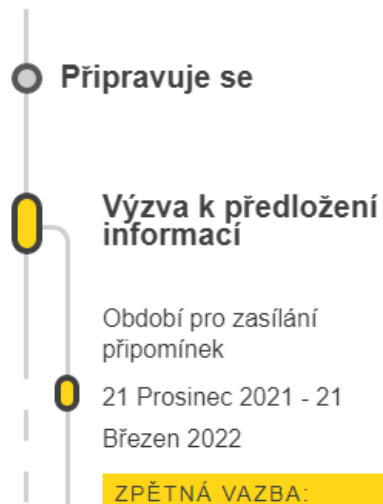 Připravuje se
Výzva k předložení
informací
Období pro zasílání
připomínek
21 Prosinec 2021 - 21
Březen 2022
ZPĚTNÁ VAZBA: